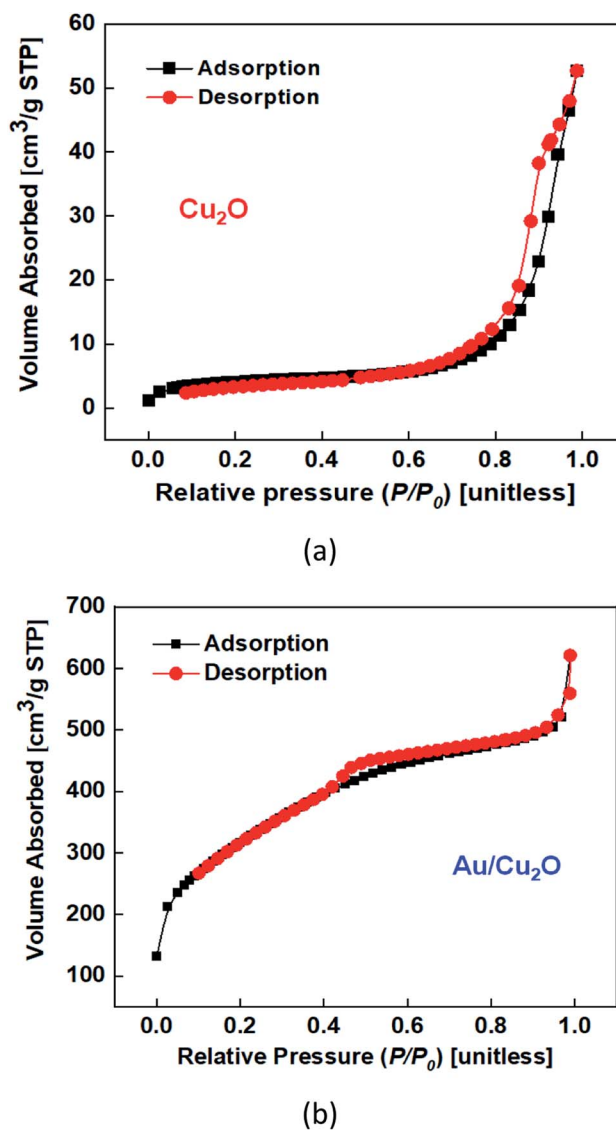 60
50
40
30
20
10
0
Volume Absorbed [cm³/g STP]
Adsorption
Desorption
Cu₂O
0.0 0.2 0.4 0.6 0.8 1.0
Relative pressure (P/P₀) [unitless]
(a)
700
600
500
400
300
200
100
Volume Absorbed [cm³/g STP]
Adsorption
Desorption
Au/Cu₂O
0.0 0.2 0.4 0.6 0.8 1.0
Relative Pressure (P/P₀) [unitless]
(b)